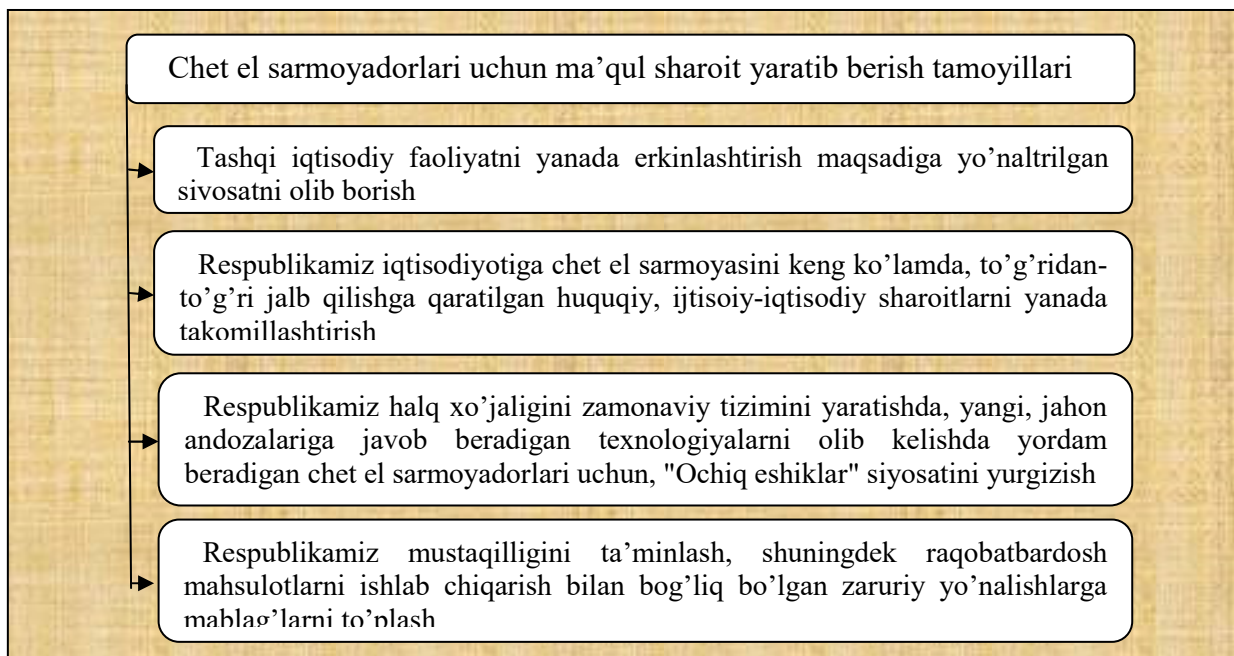 Chet el sarmoyadorlari uchun ma’qul sharoit yaratib berish tamoyillari
Tashqi iqtisodiy faoliyatni yanada erkinlashtirish maqsadiga yo’naltrilgan
sivosatni olib borish
Respublikamiz iqtisodiyotiga chet el sarmoyasini keng ko’lamda, to’g’ridan-
to’g’ri jalb qilishga qaratilgan huquqiy, ijtisoiy-iqtisodiy sharoitlarni yanada
takomillashtirish
Respublikamiz halq xo’jaligini zamonaviy tizimini yaratishda, yangi, jahon
andozalariga javob beradigan texnologiyalarni olib kelishda yordam
beradigan chet el sarmoyadorlari uchun, "Ochiq eshiklar" siyosatini yurgizish
Respublikamiz mustaqilligini ta’minlash, shuningdek raqobatbardosh
mahsulotlarni ishlab chiqarish bilan bog’liq bo’lgan zaruriy yo’nalishlarga
mablag’larni to’plash